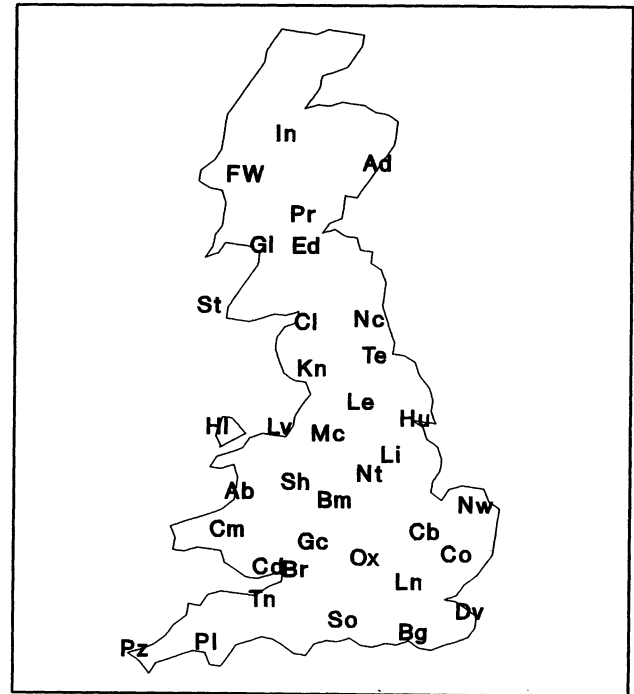 In
Ad
FW
Pr
Gl Ed
St
Cl Nc
Te
Kn
Le
Hl Lv Mc Hu
Li
Nt
Sh
Ab Bm
Nw
Cm Cb
Gc
Co
Ox
Cd Br
Ln
Tn
Dv
So
Bg
Pz Pl